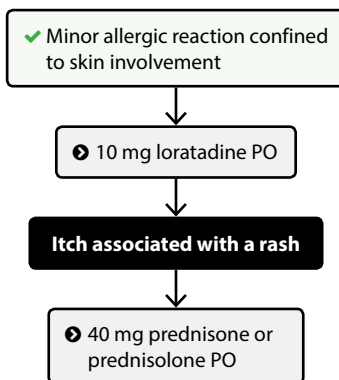 Minor allergic reaction confined
to skin involvement
10 mg loratadine PO
Itch associated with a rash
40 mg prednisone or
prednisolone PO